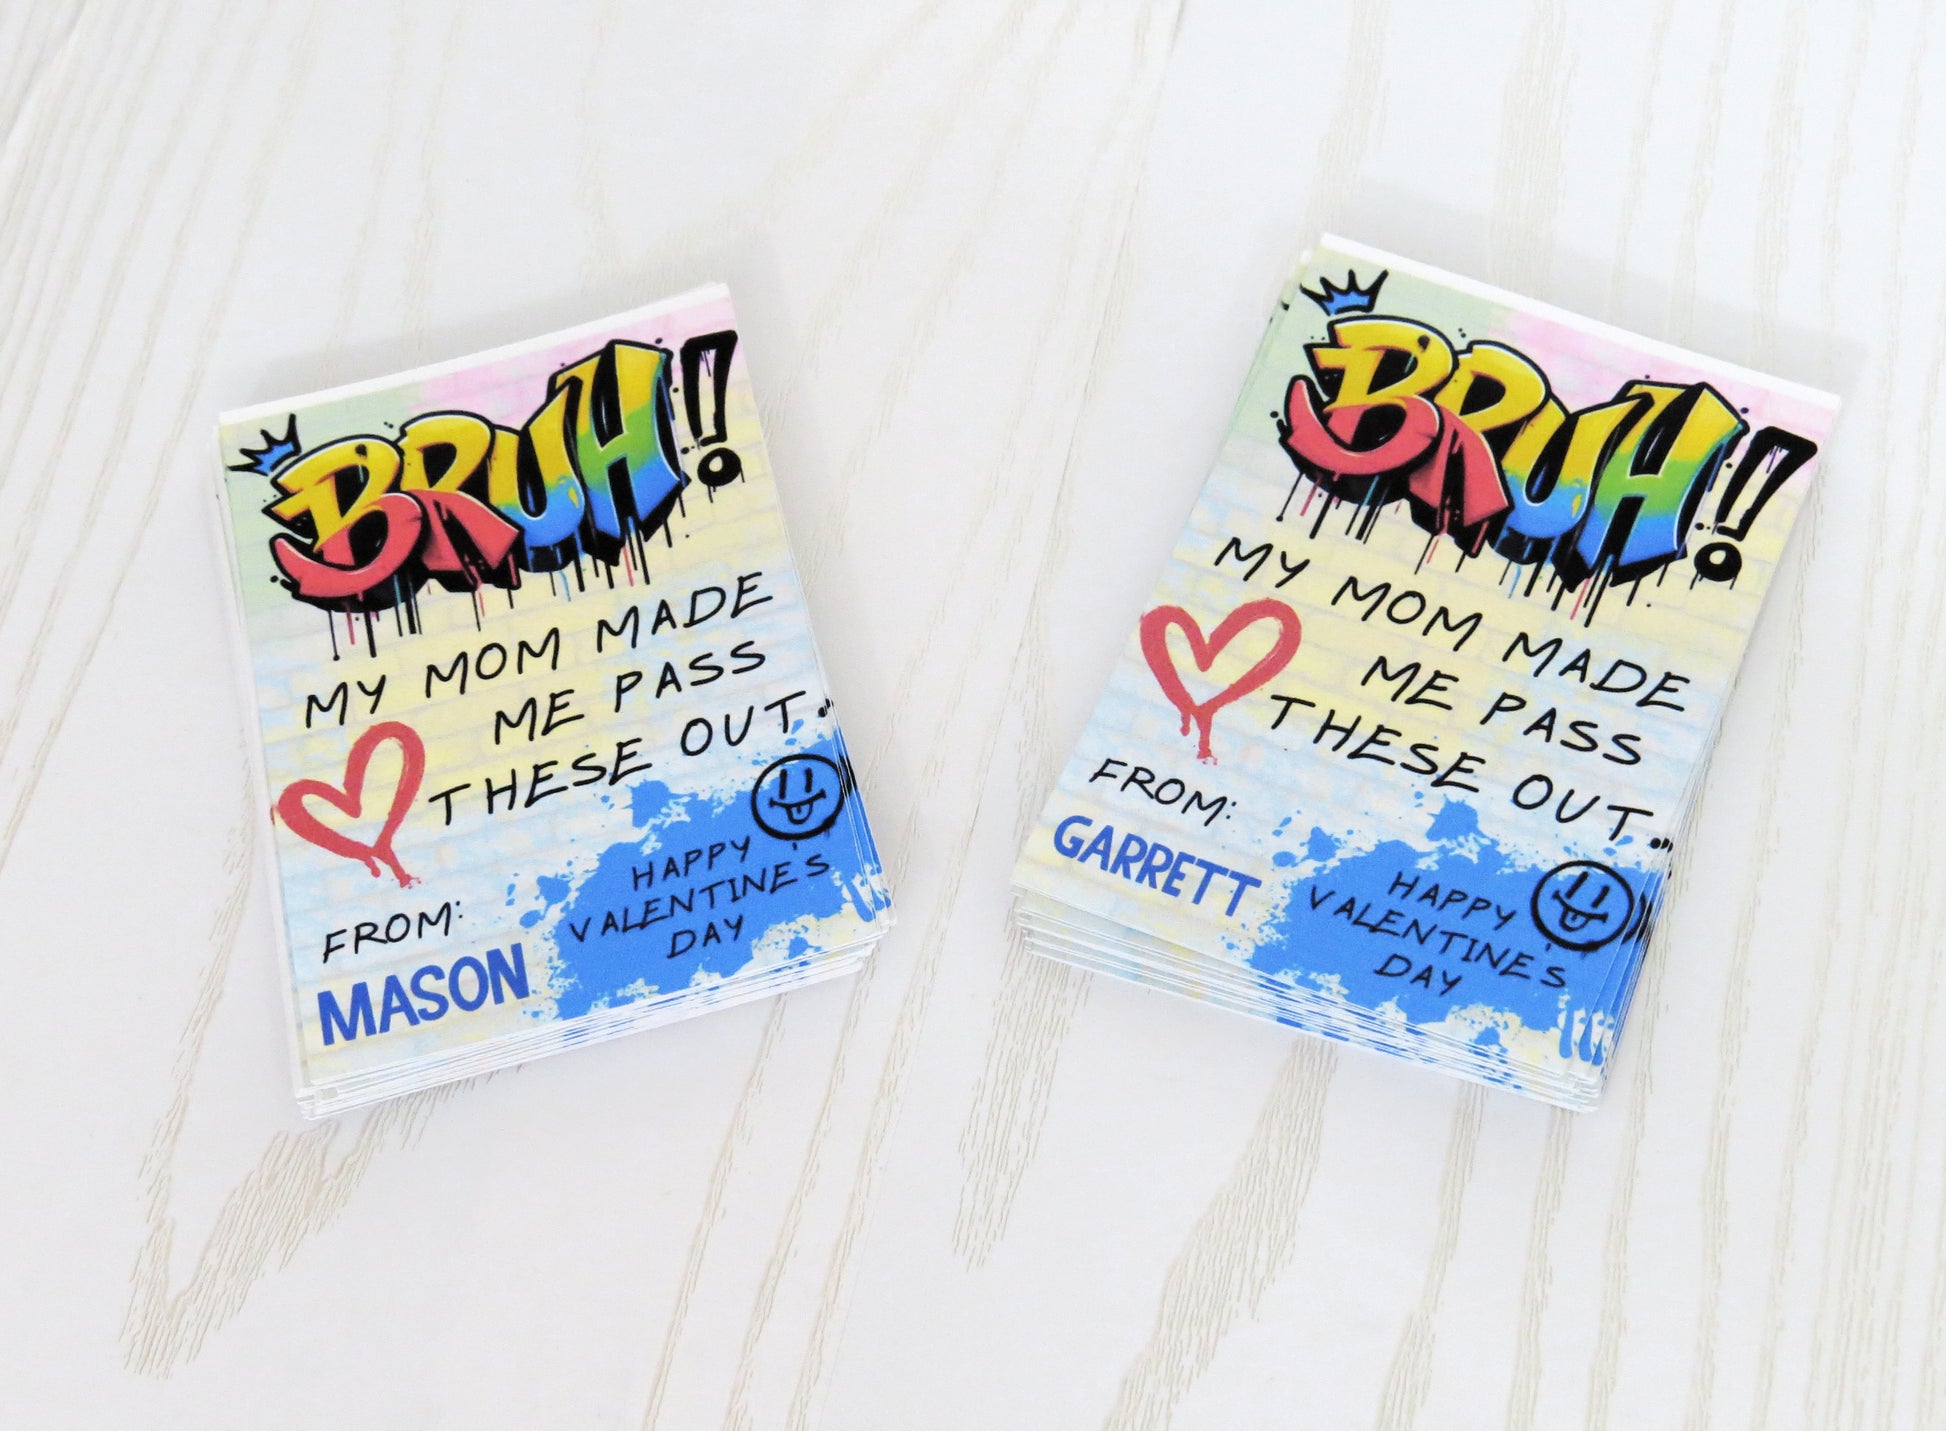 BRUH!
MY MOM MADE
ME PASS
THESE OUT.
FROM:
MASON
HAPPY
VALENTINE'S
DAY
BRUH!
MY MOM MADE
ME PASS
THESE OUT.
FROM:
GARRETT
HAPPY
VALENTINE'S
DAY